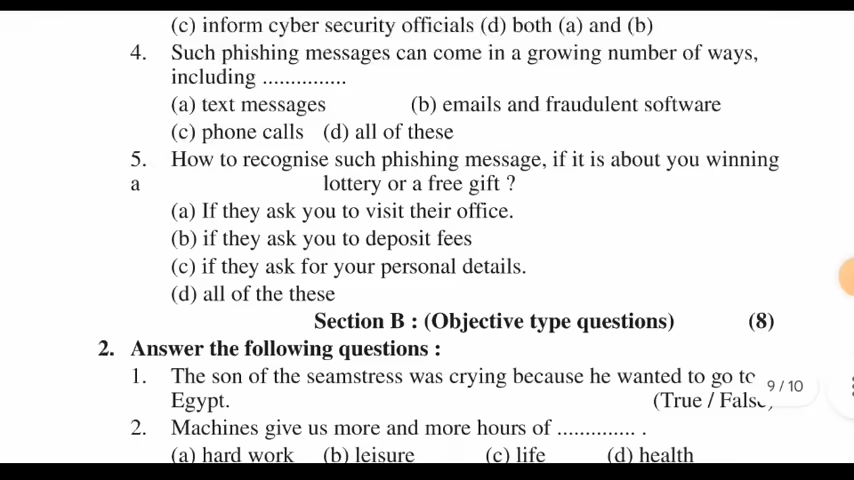 (c) inform cyber security officials (d) both (a) and (b)
4. Such phishing messages can come in a growing number of ways,
including ...............
(a) text messages (b) emails and fraudulent software
(c) phone calls (d) all of these
5. How to recognise such phishing message, if it is about you winning
a lottery or a free gift ?
(a) If they ask you to visit their office.
(b) if they ask you to deposit fees
(c) if they ask for your personal details.
(d) all of the these
Section B : (Objective type questions) (8)
2. Answer the following questions :
1. The son of the seamstress was crying because he wanted to go to
9 / 10
Egypt. (True / False)
2. Machines give us more and more hours of .............. .
(a) hard work (b) leisure (c) life (d) health